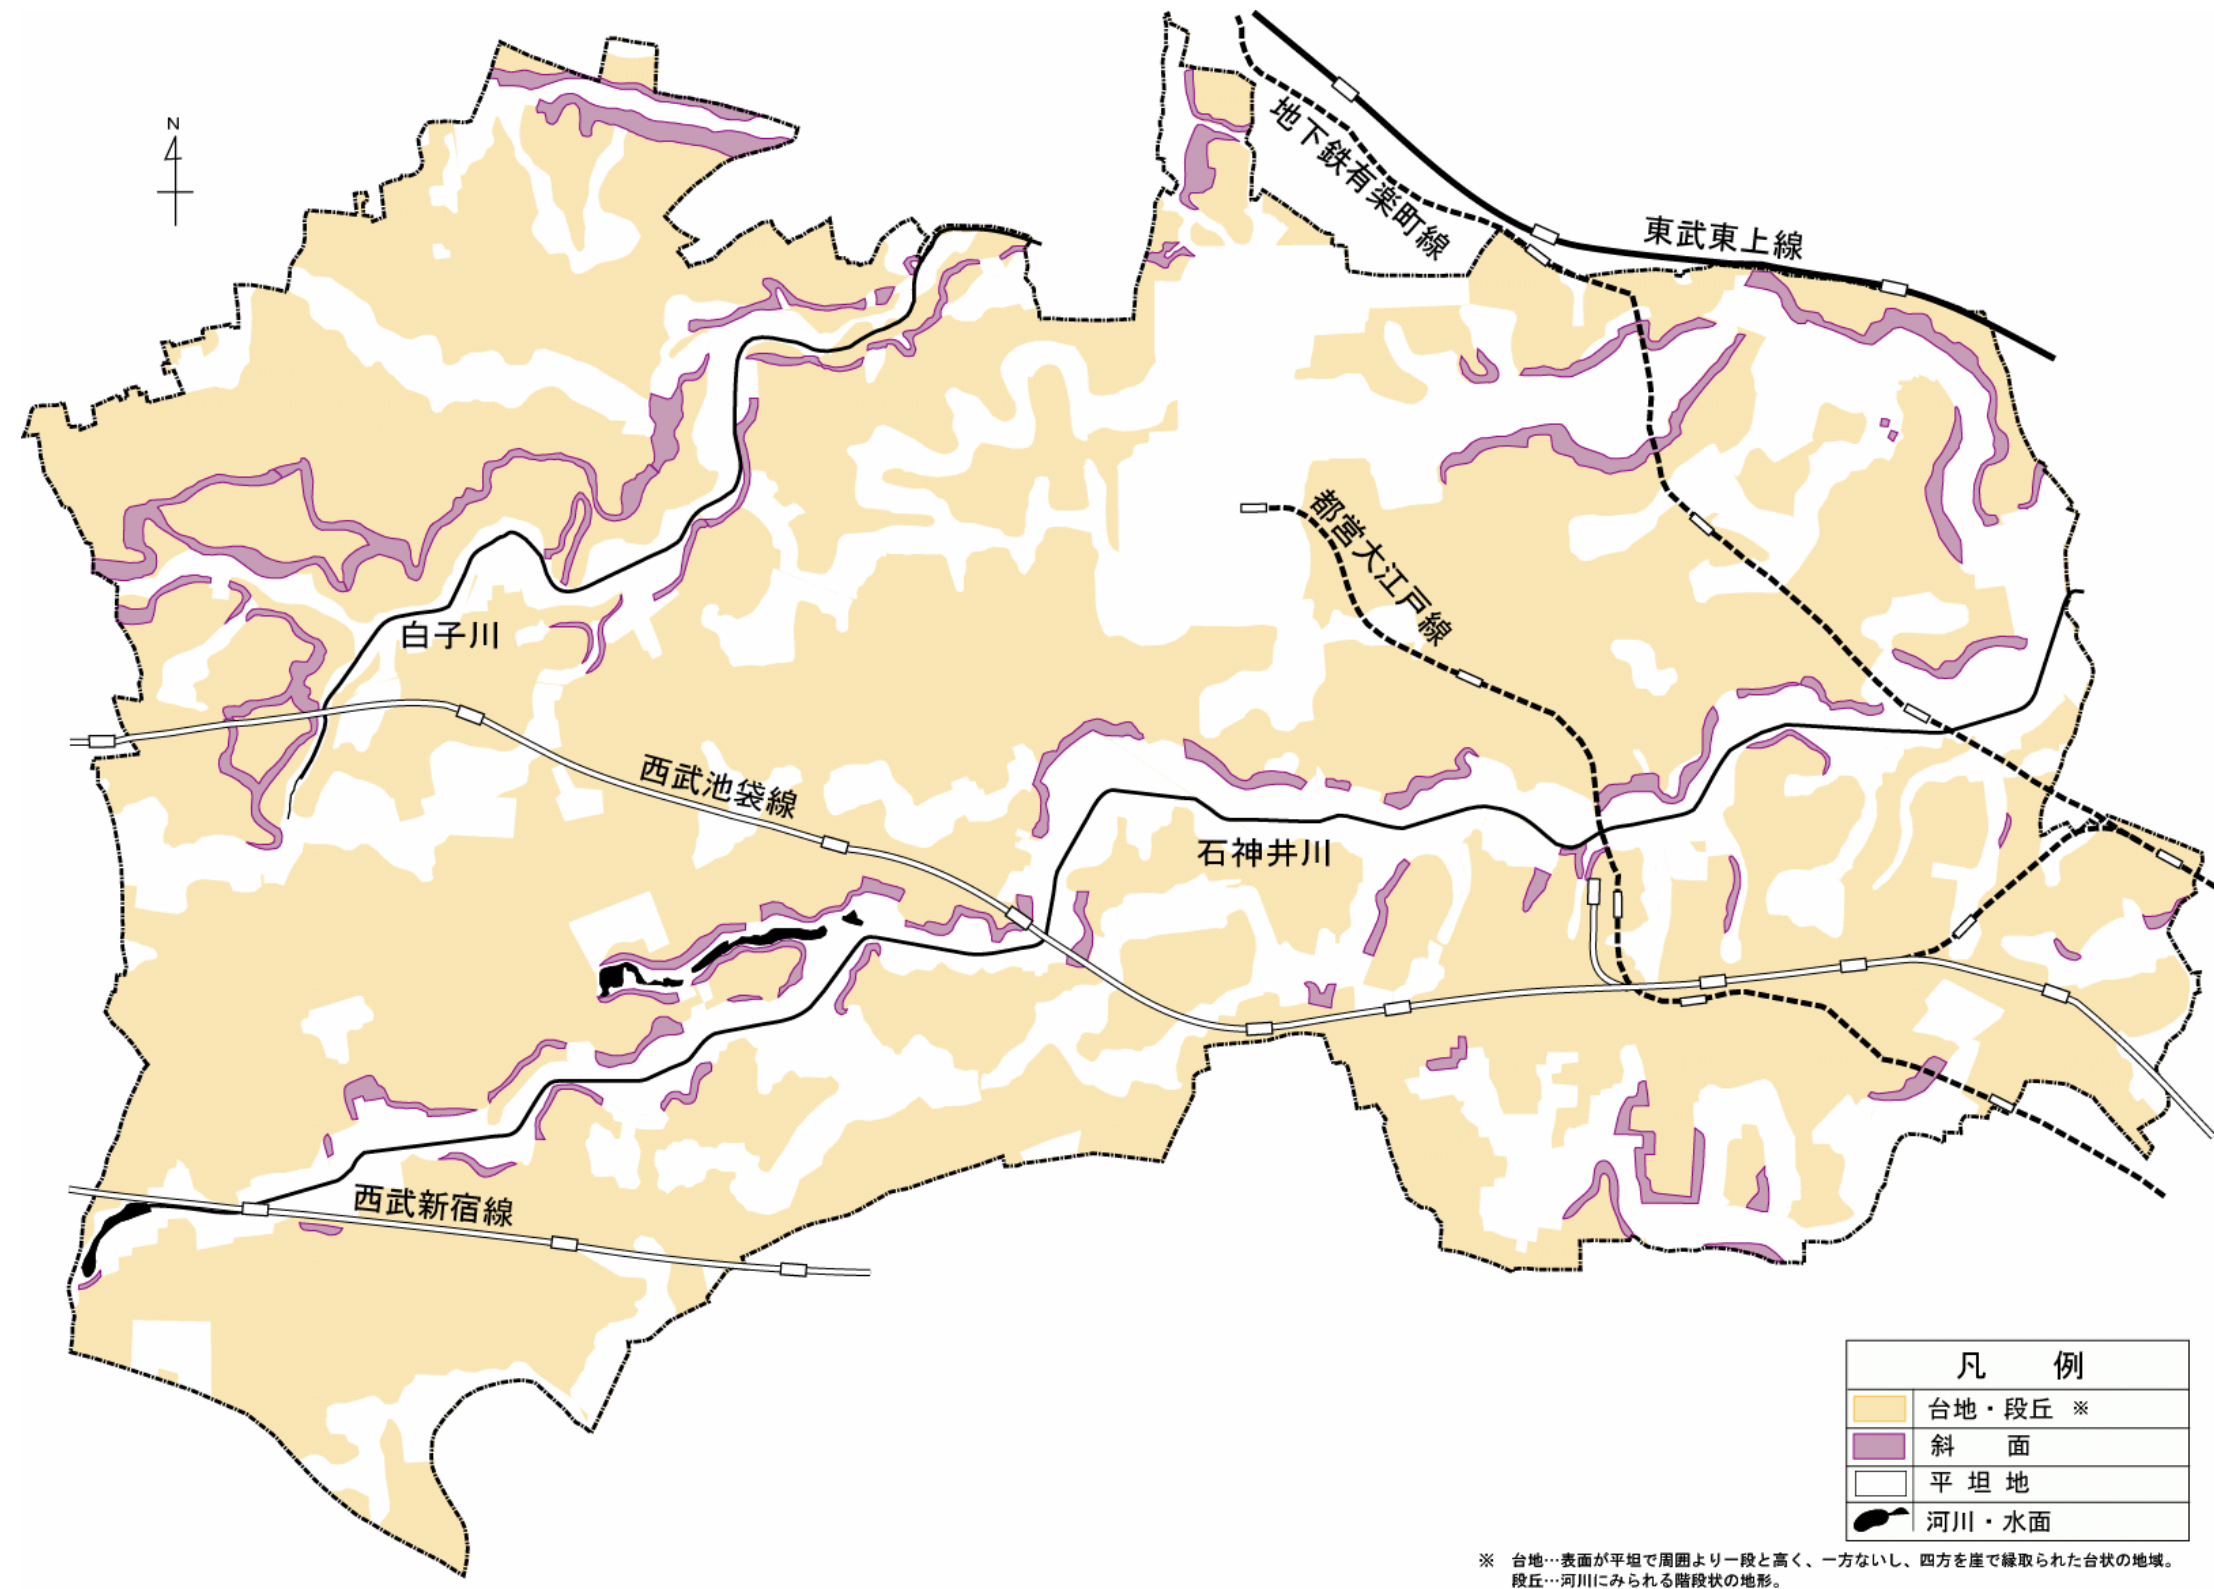 N
地下鉄有楽町線
東武東上線
都営大江戸線
白子川
西武池袋線
石神井川
西武新宿線
凡 例
台地・段丘 ※
斜 面
平 坦 地
河川・水面
※ 台地…表面が平坦で周囲より一段と高く、一方ないし、四方を崖で縁取られた台状の地域。
段丘…河川にみられる階段状の地形。